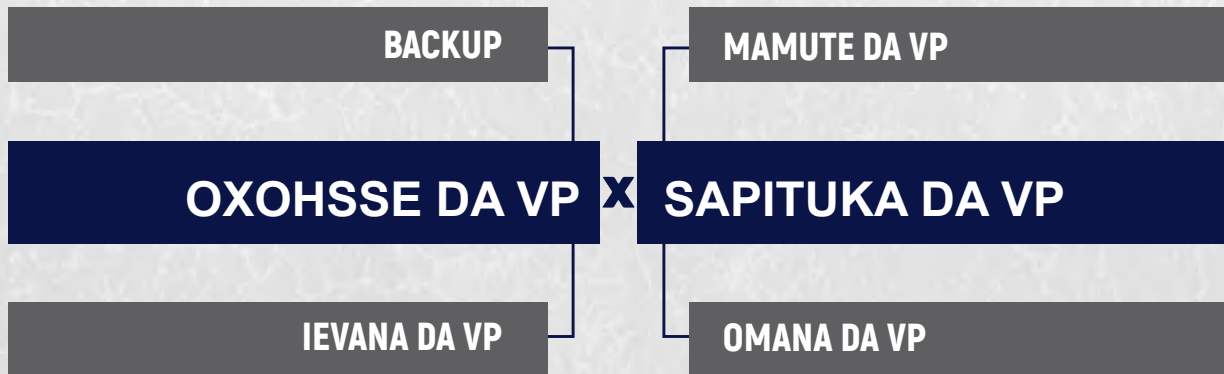 BACKUP
MAMUTE DA VP
OXOHSSE DA VP X SAPITUKA DA VP
IEVANA DA VP
OMANA DA VP